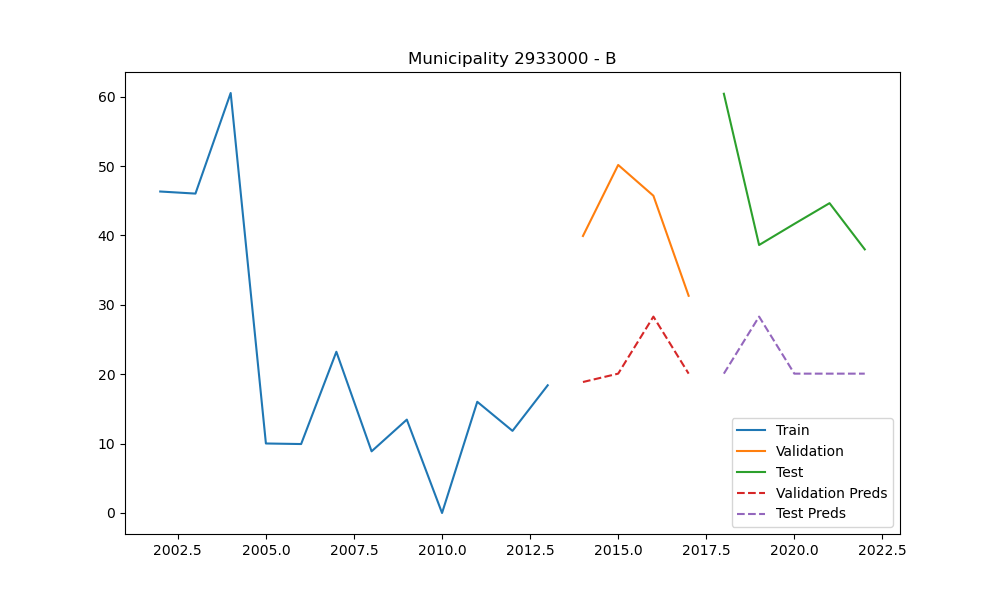 Municipality 2933000 - B
60
50
40
30
20
10
0
2002.5 2005.0 2007.5 2010.0 2012.5 2015.0 2017.5 2020.0 2022.5
Train
Validation
Test
Validation Preds
Test Preds